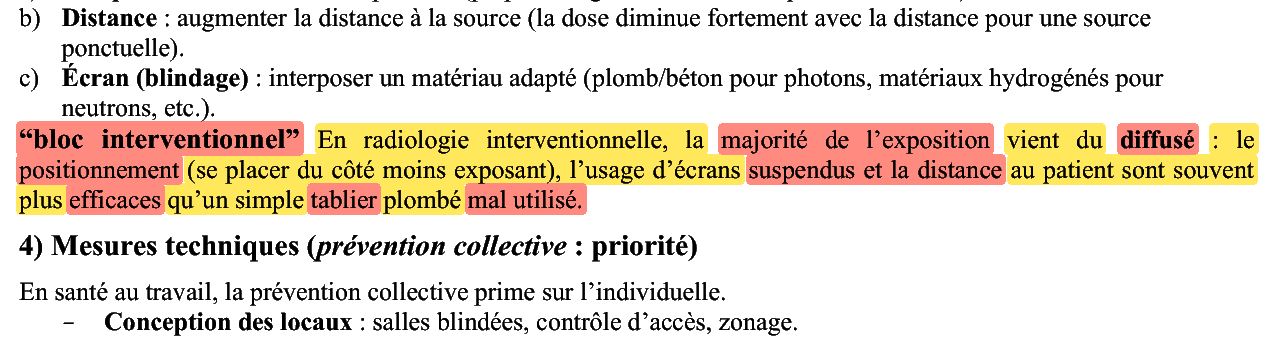 b) Distance : augmenter la distance à la source (la dose diminue fortement avec la distance pour une source
ponctuelle).
c) Écran (blindage) : interposer un matériau adapté (plomb/béton pour photons, matériaux hydrogénés pour
neutrons, etc.).
“bloc interventionnel” En radiologie interventionnelle, la majorité de l’exposition vient du diffusé : le
positionnement (se placer du côté moins exposant), l’usage d’écrans suspendus et la distance au patient sont souvent
plus efficaces qu’un simple tablier plombé mal utilisé.
4) Mesures techniques (prévention collective : priorité)
En santé au travail, la prévention collective prime sur l’individuelle.
– Conception des locaux : salles blindées, contrôle d’accès, zonage.